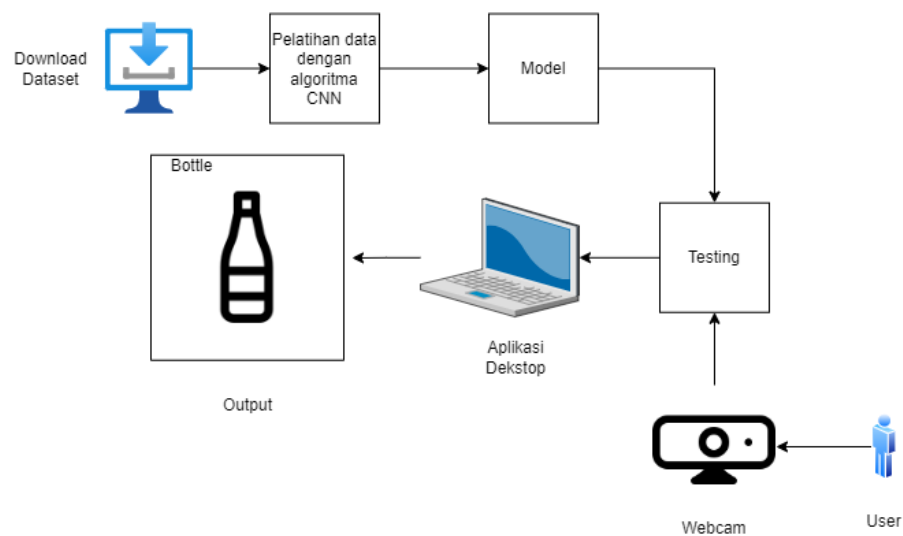 Download
Dataset
Pelatihan data
dengan
algoritma
CNN
Model
Bottle
Testing
Aplikasi
Dekstop
Output
Webcam
User